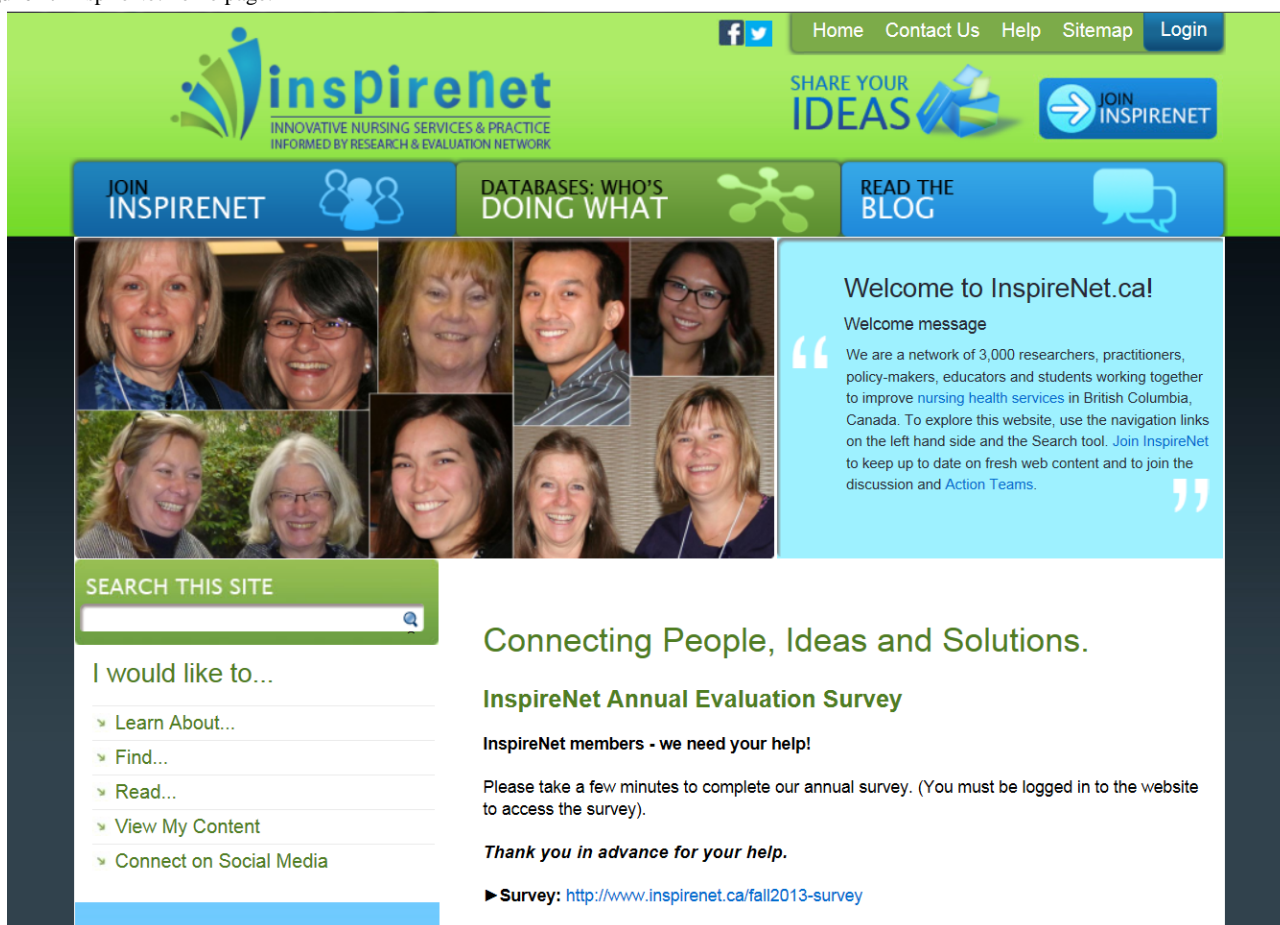 Home Contact Us Help Sitemap Login
inspirenet
INNOVATIVE NURSING SERVICES & PRACTICE
INFORMED BY RESEARCH & EVALUATION NETWORK
SHARE YOUR
IDEAS
JOIN
INSPIRENET
JOIN
INSPIRENET
DATABASES: WHO'S
DOING WHAT
READ THE
BLOG
Welcome to InspireNet.ca!
Welcome message
“
We are a network of 3,000 researchers, practitioners,
policy-makers, educators and students working together
to improve nursing health services in British Columbia,
Canada. To explore this website, use the navigation links
on the left hand side and the Search tool. Join InspireNet
to keep up to date on fresh web content and to join the
discussion and Action Teams.
”
SEARCH THIS SITE
I would like to...
Learn About...
Find...
Read...
View My Content
Connect on Social Media
Connecting People, Ideas and Solutions.
InspireNet Annual Evaluation Survey
InspireNet members - we need your help!
Please take a few minutes to complete our annual survey. (You must be logged in to the website
to access the survey).
Thank you in advance for your help.
►Survey: http://www.inspirenet.ca/fall2013-survey